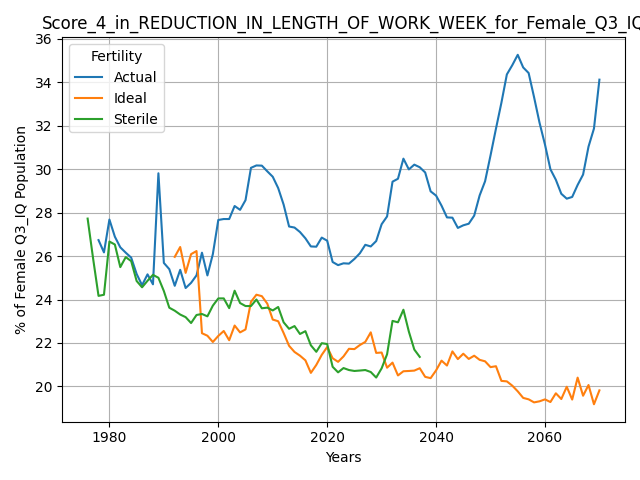 Score_4_in_REDUCTION_IN_LENGTH_OF_WORK_WEEK_for_Female_Q3_IQ
Fertility
Actual
Ideal
Sterile
% of Female Q3_IQ Population
36
34
32
30
28
26
24
22
20
1980 2000 2020 2040 2060
Years